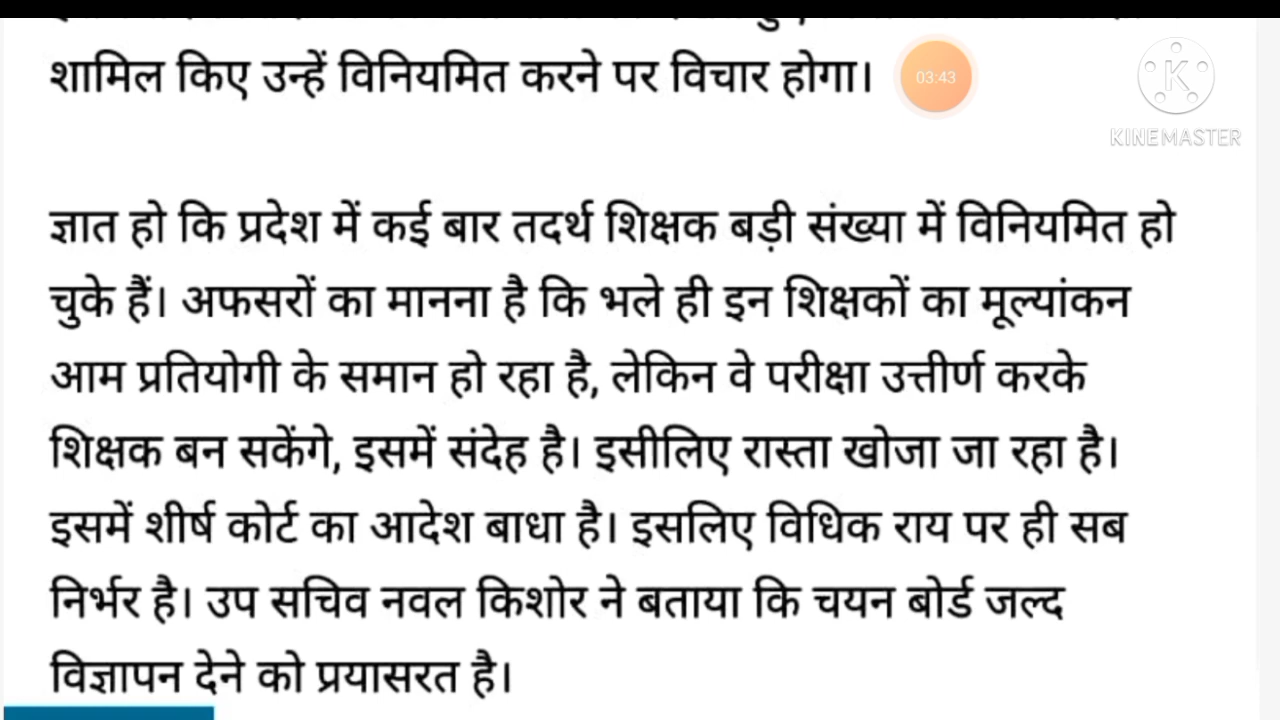 शामिल किए उन्हें विनियमित करने पर विचार होगा।
03:43
KINEMASTER
ज्ञात हो कि प्रदेश में कई बार तदर्थ शिक्षक बड़ी संख्या में विनियमित हो
चुके हैं। अफसरों का मानना है कि भले ही इन शिक्षकों का मूल्यांकन
आम प्रतियोगी के समान हो रहा है, लेकिन वे परीक्षा उत्तीर्ण करके
शिक्षक बन सकेंगे, इसमें संदेह है। इसीलिए रास्ता खोजा जा रहा है।
इसमें शीर्ष कोर्ट का आदेश बाधा है। इसलिए विधिक राय पर ही सब
निर्भर है। उप सचिव नवल किशोर ने बताया कि चयन बोर्ड जल्द
विज्ञापन देने को प्रयासरत है।